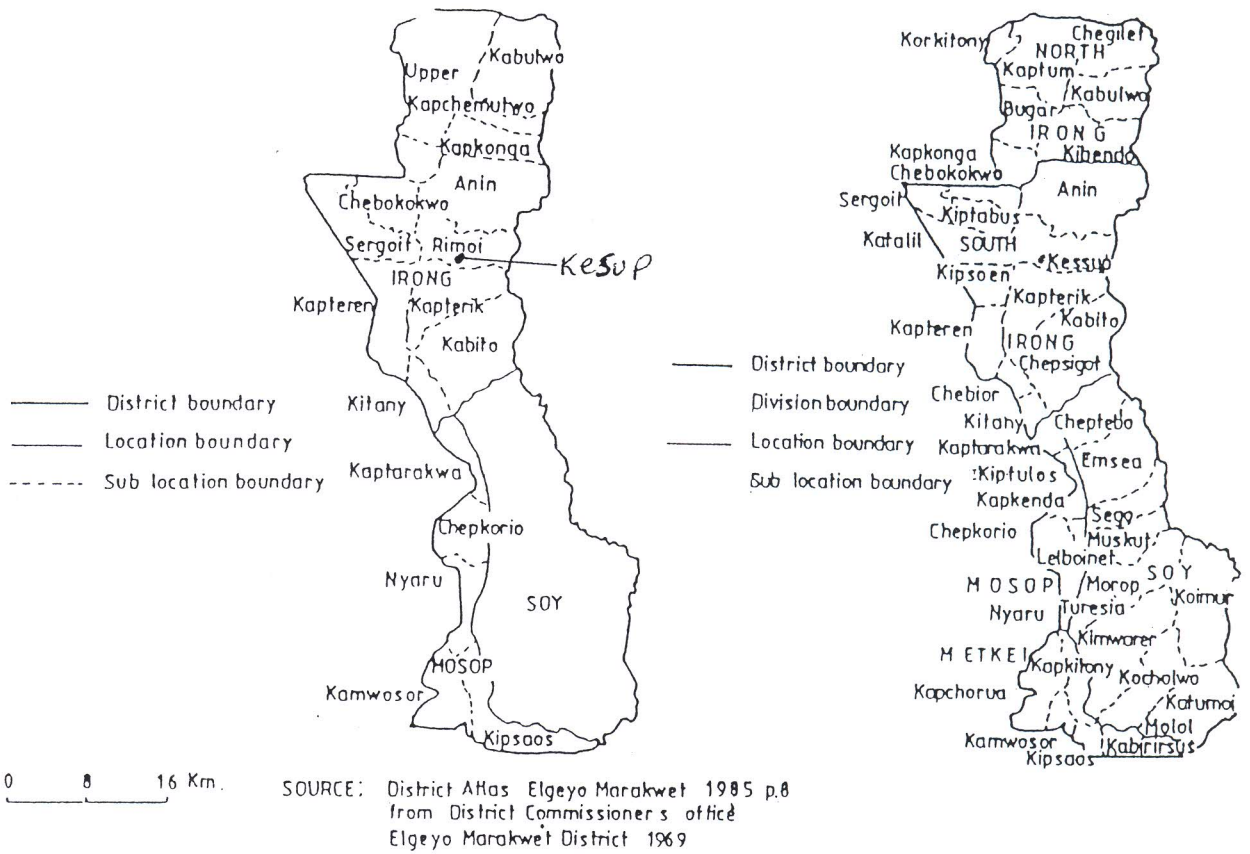 Kabulwo
Upper
Kapchemutwo
Kapkonga
Anin
Chebokokwo
Sergoit
Rimoi
Kesup
IRONG
Kapteren
Kapterik
Kabito
Kitany
Kaptarakwa
Chepkorio
Nyaru
SOY
MOSOP
Kamwosor
Kipsaos
District boundary
Location boundary
Sub location boundary
0 8 16 Km.
Korkitony
Chegilet
NORTH
Kaptum
Kabulwo
Bugar
IRONG
Kapkonga
Kibendo
Chebokokwo
Anin
Sergoit
Kiptabus
Katalil
SOUTH
Kessup
Kipsoen
Kapterik
Kabito
Kapteren
IRONG
Chepsigot
Chebior
Kitany
Cheptebo
Kaptarakwa
Emsea
Kiptulos
Kapkenda
Sego
Chepkorio
Muskut
Lelboinet
SOY
MOSOP
Morop
Koimur
Nyaru
Turesia
Kimwarer
METKEI
Kapkitony
Kocholwo
Kapchorua
Katumoi
Molol
Kamwosor
Kabirirsus
Kipsaos
District boundary
Division boundary
Location boundary
Sub location boundary
SOURCE: District Atlas Elgeyo Marakwet 1985 p.8
from District Commissioner s office
Elgeyo Marakwet District 1969